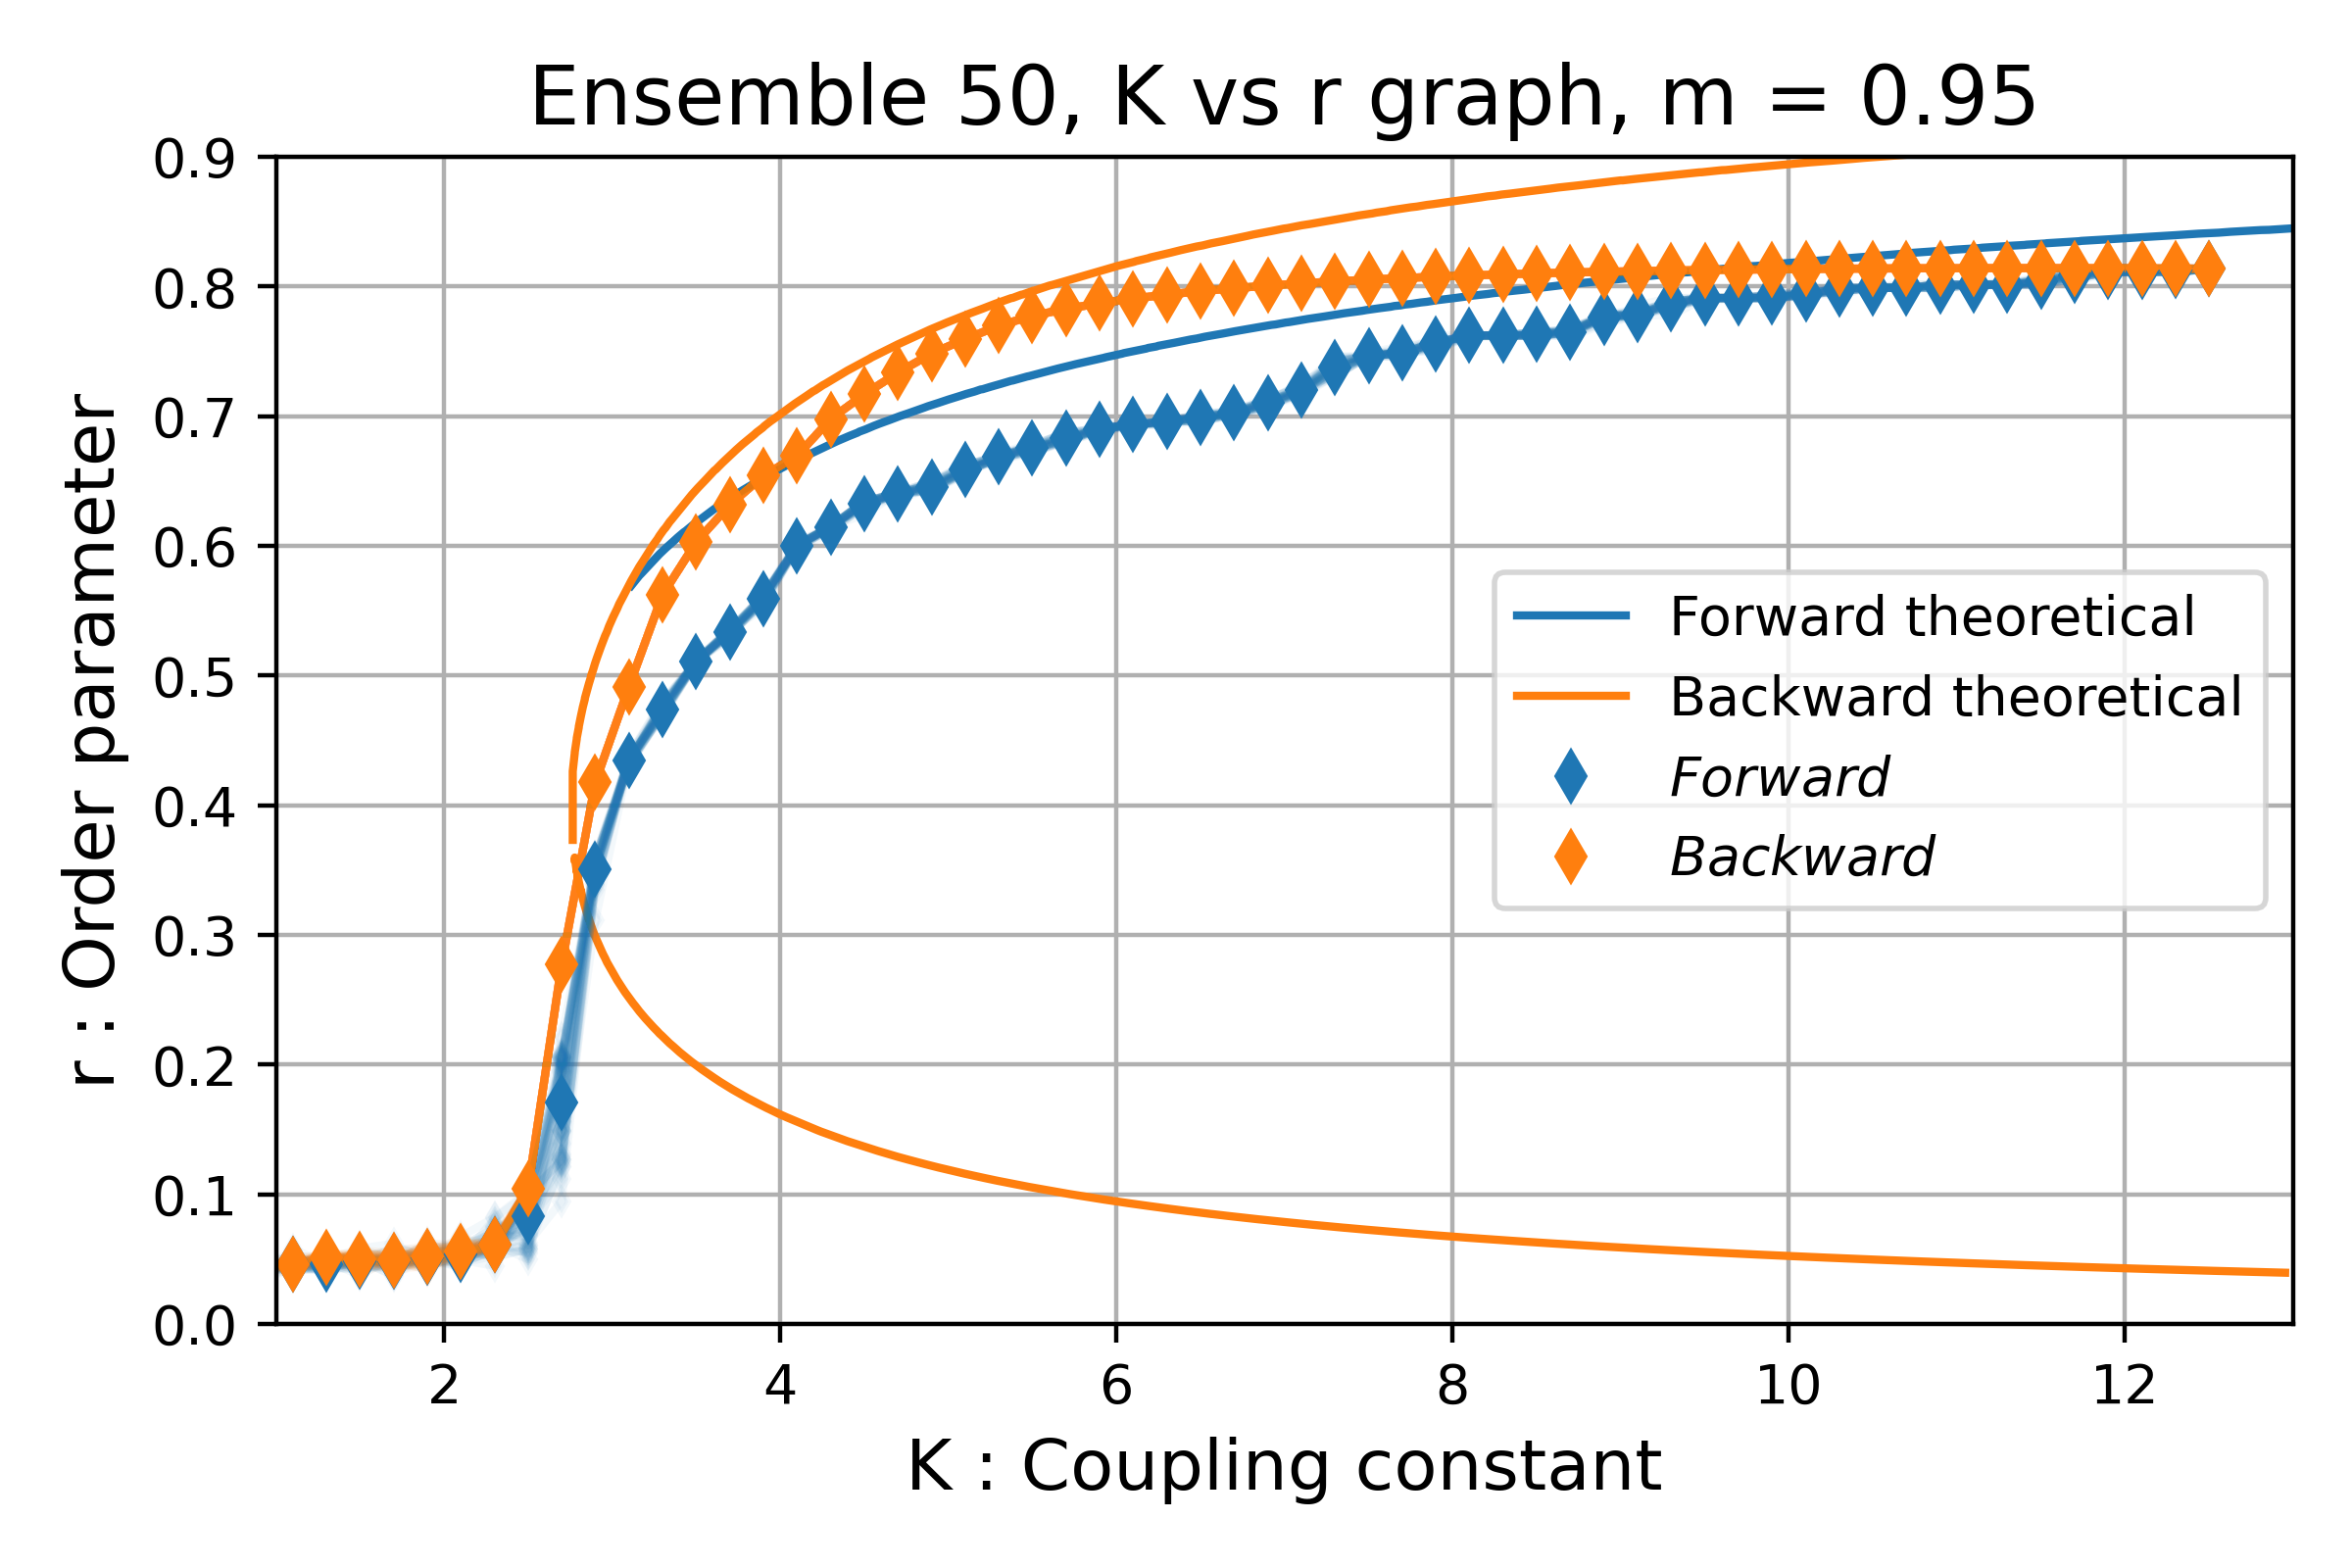 Ensemble 50, K vs r graph, m = 0.95
0.9
0.8
0.7
0.6
0.5
0.4
0.3
0.2
0.1
0.0
r : Order parameter
Forward theoretical
Backward theoretical
Forward
Backward
2 4 6 8 10 12
K : Coupling constant